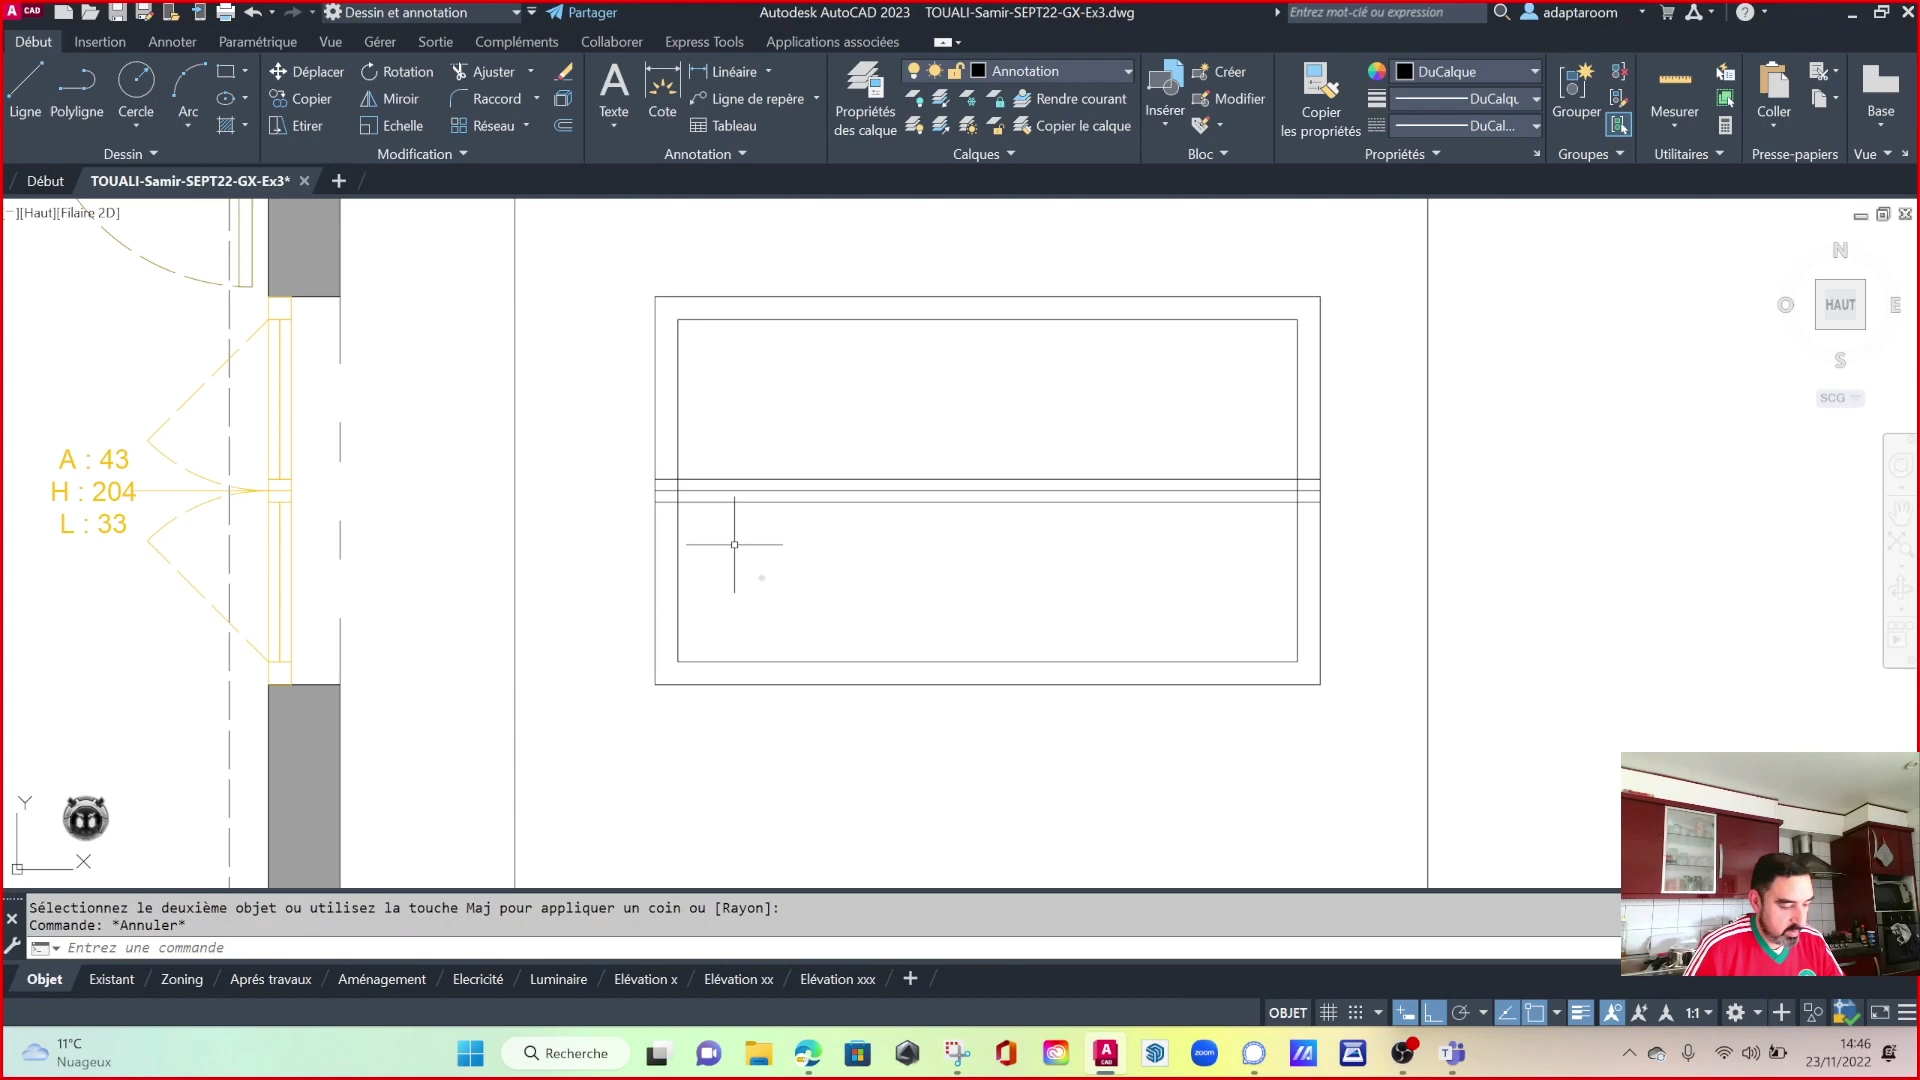 CAD
Dessin et annotation
Partager
Autodesk AutoCAD 2023 TOUALI-Samir-SEPT22-GX-Ex3.dwg
Entrez mot-clé ou expression
adaptaroom
Début Insertion Annoter Paramétrique Vue Gérer Sortie Compléments Collaborer Express Tools Applications associées
Ligne Polyligne Cercle Arc
Déplacer Rotation Ajuster
Copier Miroir Raccord
Etirer Echelle Réseau
Texte Cote
Linéaire
Ligne de repère
Tableau
Propriétés
des calque
Annotation
Rendre courant
Copier le calque
Insérer
Créer
Modifier
Copier
les propriétés
DuCalque
DuCalqu
DuCal...
Grouper
Mesurer
Coller
Base
Dessin Modification Annotation Calques Bloc Propriétés Groupes Utilitaires Presse-papiers Vue
Début TOUALI-Samir-SEPT22-GX-Ex3*
][Haut][Filaire 2D]
N
O HAUT E
S
SCG
A : 43
H : 204
L : 33
Y
X
Sélectionnez le deuxième objet ou utilisez la touche Maj pour appliquer un coin ou [Rayon]:
Commande: *Annuler*
Entrez une commande
Objet Existant Zoning Aprés travaux Aménagement Elecricité Luminaire Elévation x Elévation xx Elévation xxx
OBJET
1:1
11°C
Nuageux
Recherche
zoom
CAD
14:46
23/11/2022